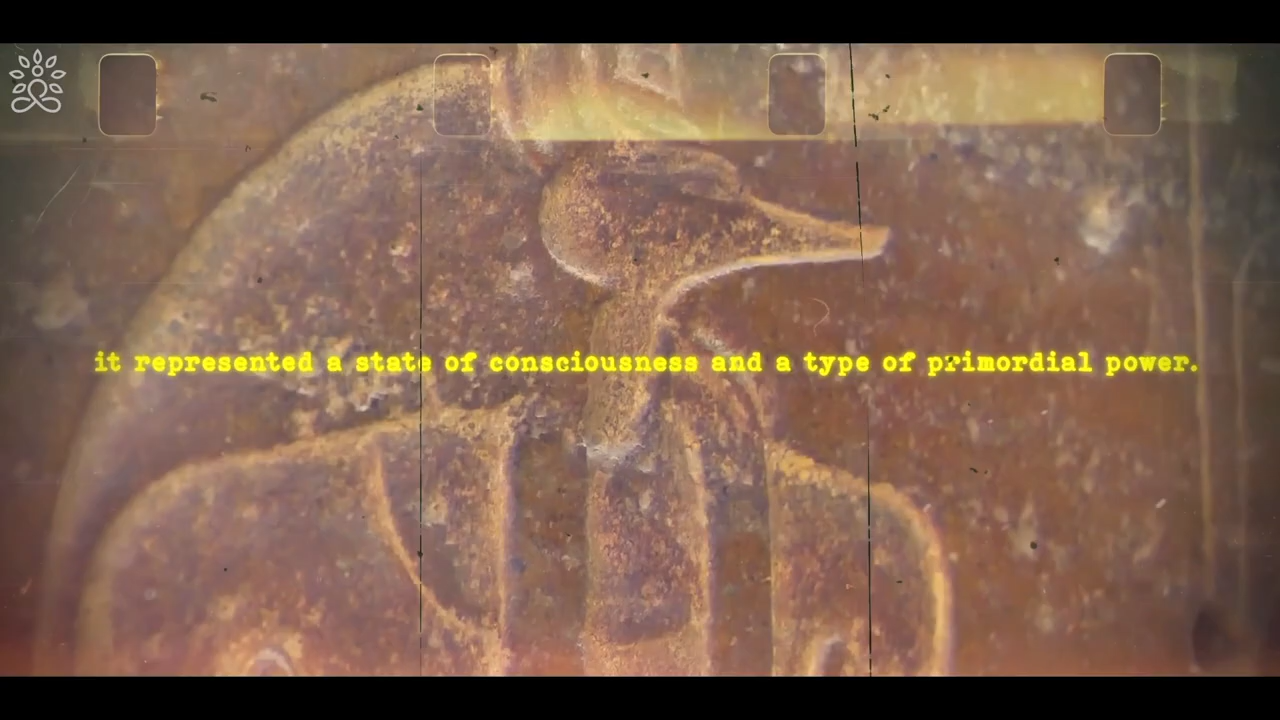 it represented a state of consciousness and a type of primordial power.